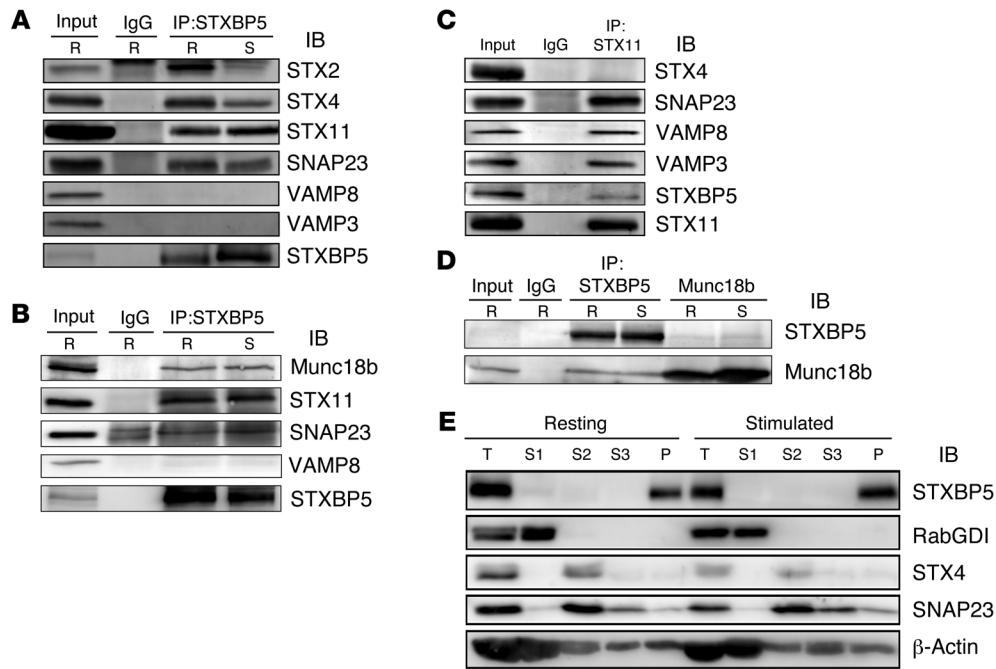 A
Input IgG IP:STXBP5
R R R S IB
STX2
STX4
STX11
SNAP23
VAMP8
VAMP3
STXBP5
B
Input IgG IP:STXBP5
R R R S IB
Munc18b
STX11
SNAP23
VAMP8
STXBP5
C
IP:
Input IgG STX11 IB
STX4
SNAP23
VAMP8
VAMP3
STXBP5
STX11
D
IP:
Input IgG STXBP5 Munc18b
R R R S R S IB
STXBP5
Munc18b
E
Resting Stimulated
T S1 S2 S3 P T S1 S2 S3 P IB
STXBP5
RabGDI
STX4
SNAP23
β-Actin